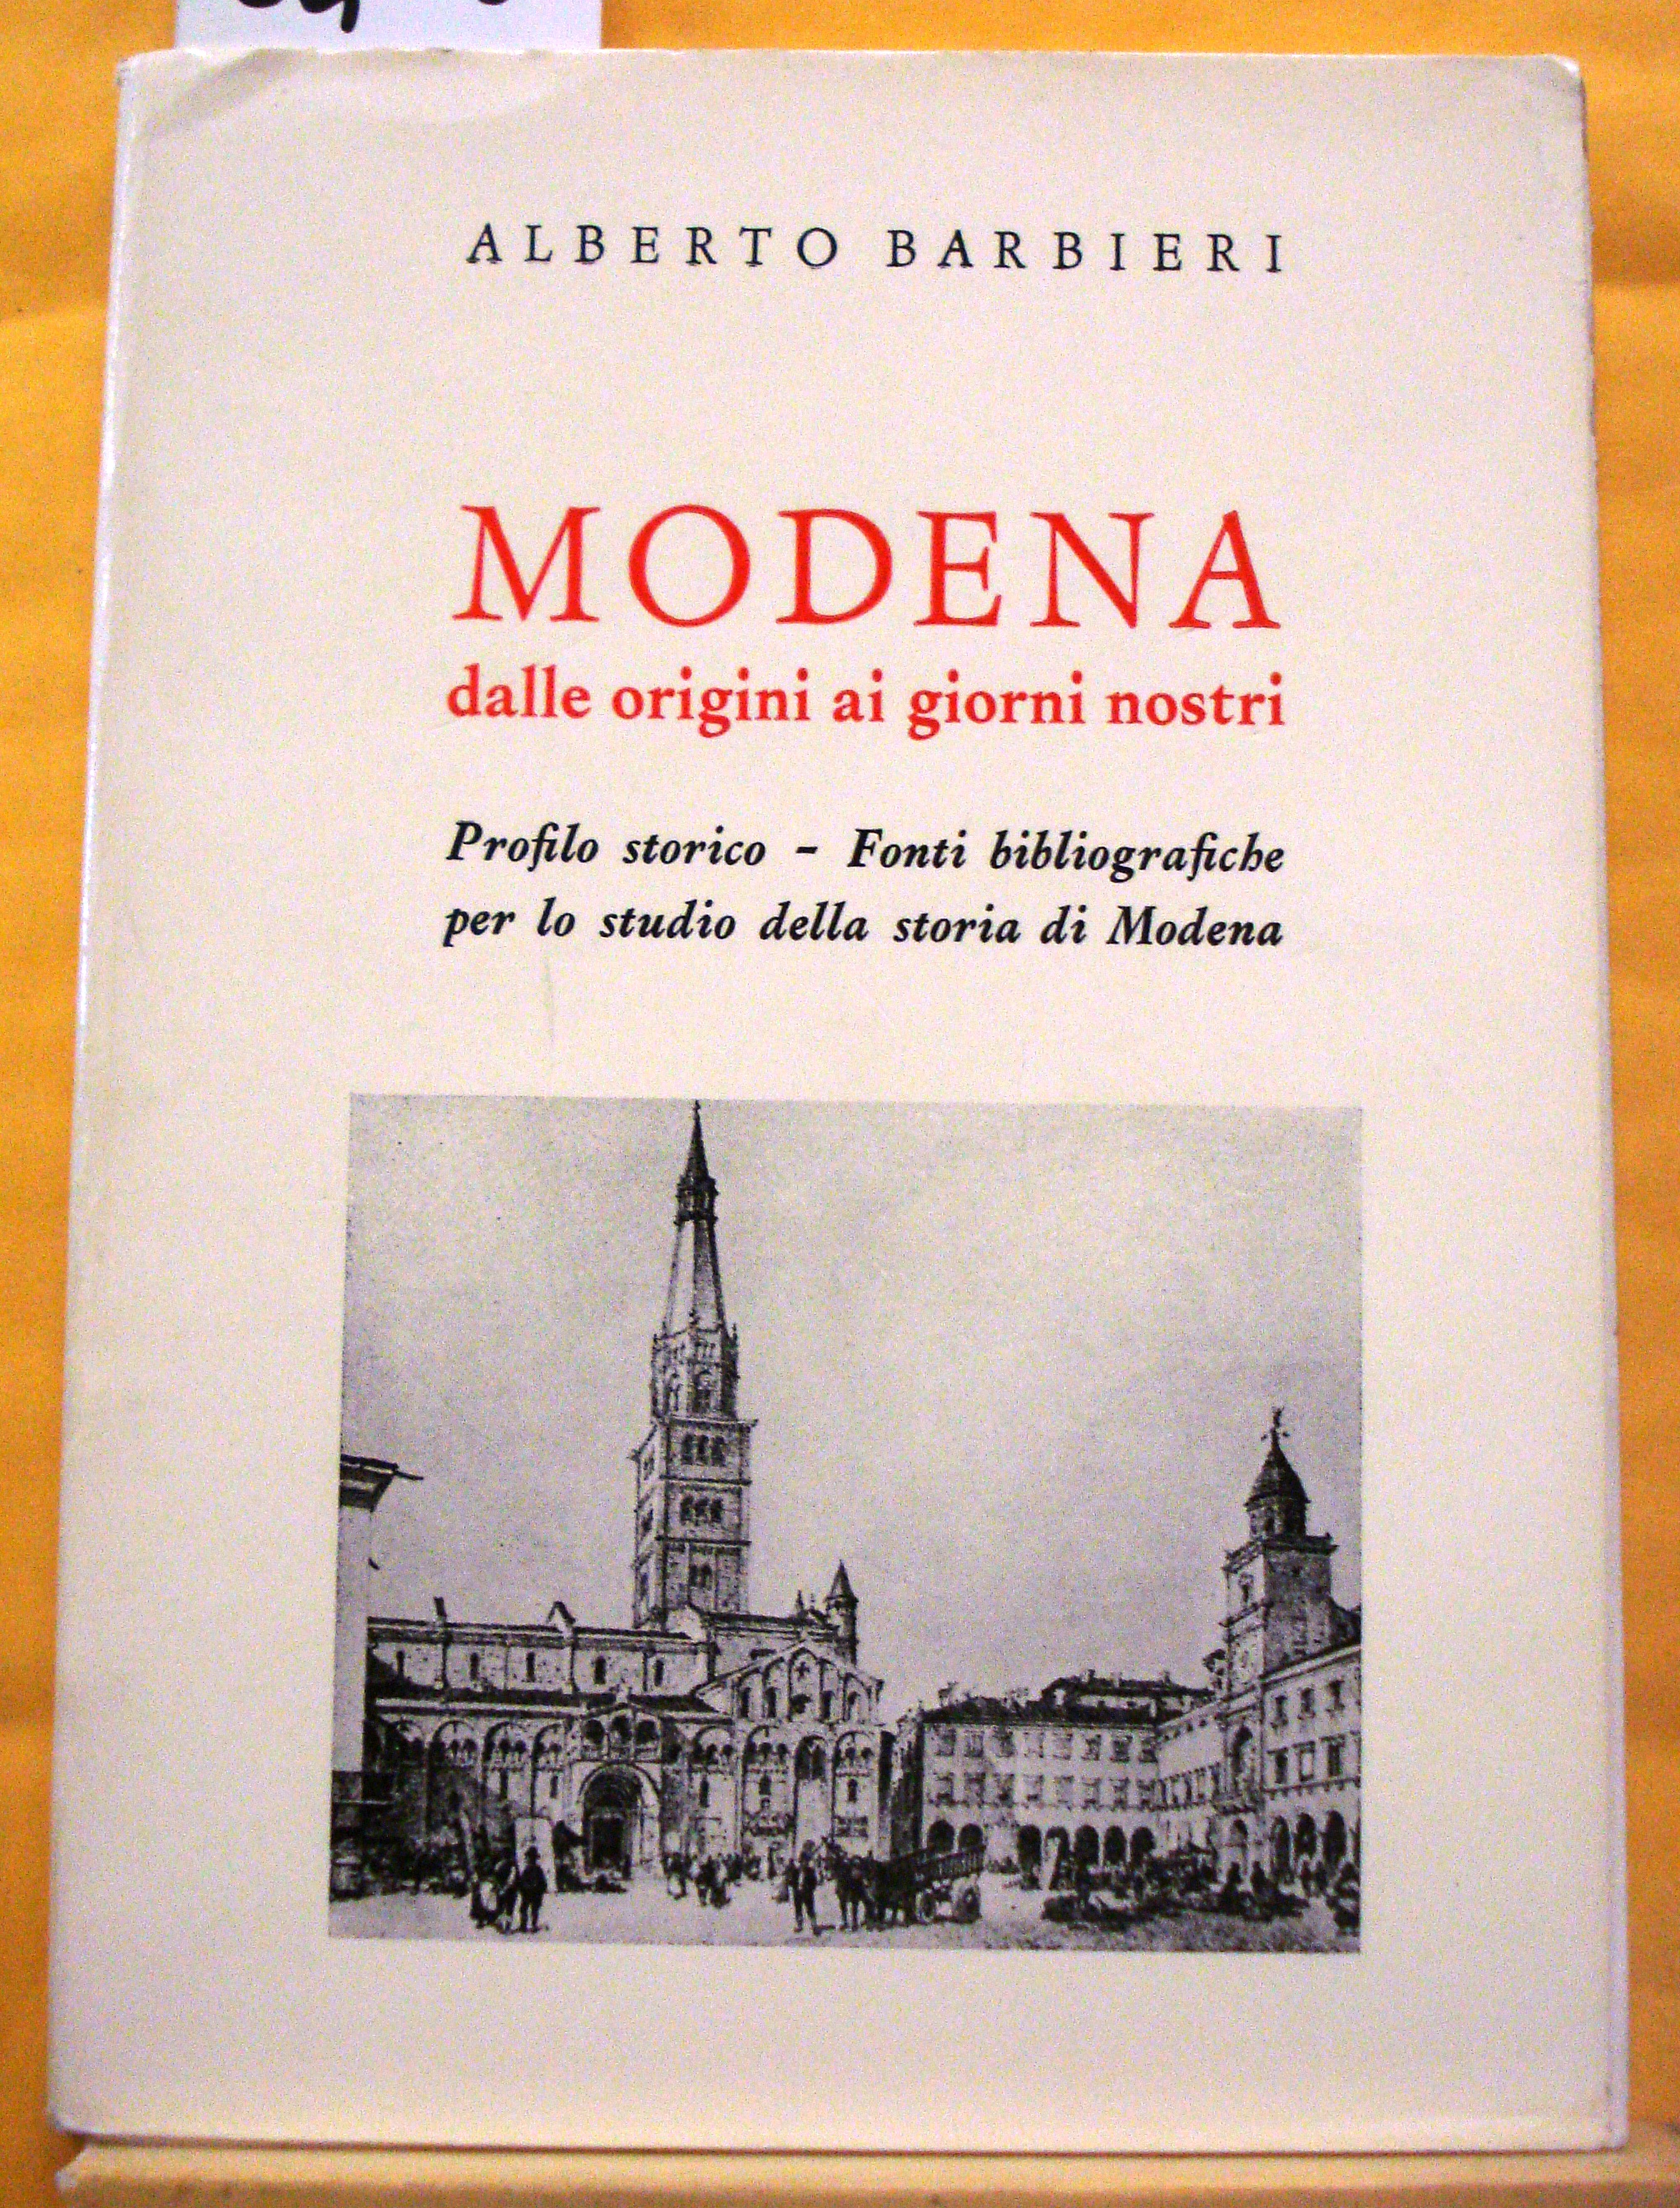 ALBERTO BARBIERI
MODENA
dalle origini ai giorni nostri
Profilo storico - Fonti bibliografiche
per lo studio della storia di Modena